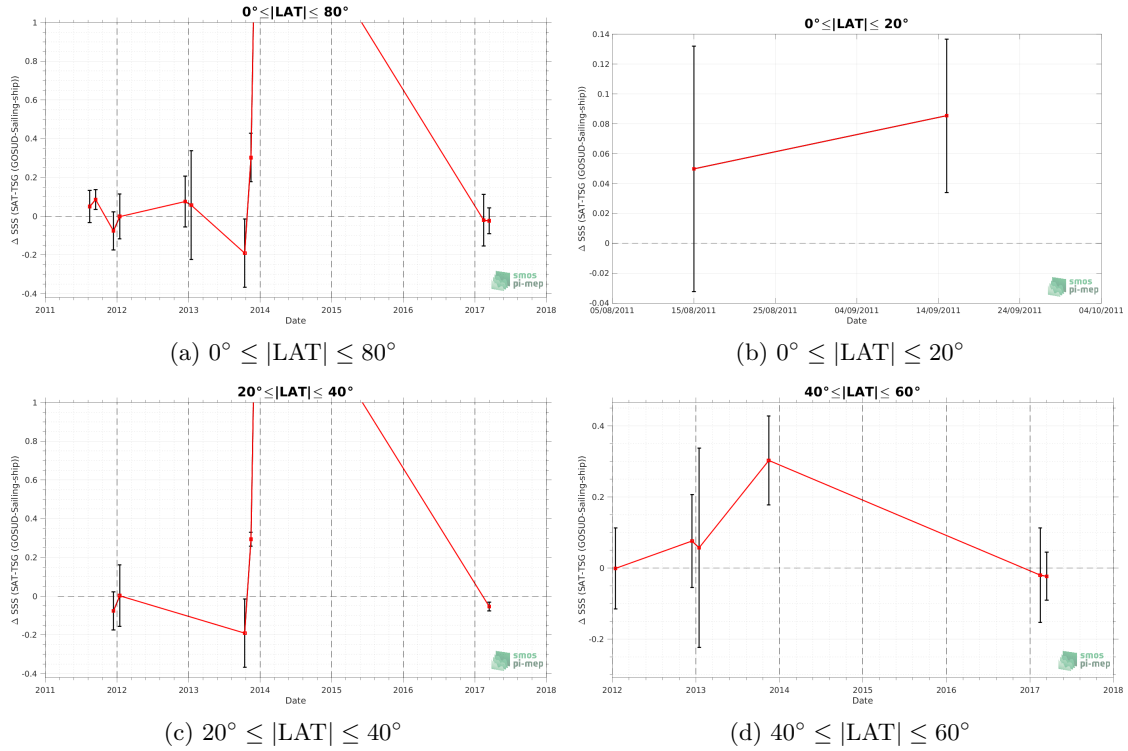 0°≤|LAT|≤ 80°
Δ SSS (SAT-TSG (GOSUD-Sailing-ship))
1
0.8
0.6
0.4
0.2
0
-0.2
-0.4
2011 2012 2013 2014 2015 2016 2017 2018
Date
smos
pi-mep
(a) 0° ≤ |LAT| ≤ 80°
0°≤|LAT|≤ 20°
Δ SSS (SAT-TSG (GOSUD-Sailing-ship))
0.14
0.12
0.1
0.08
0.06
0.04
0.02
0
-0.02
-0.04
05/08/2011 15/08/2011 25/08/2011 04/09/2011 14/09/2011 24/09/2011 04/10/2011
Date
smos
pi-mep
(b) 0° ≤ |LAT| ≤ 20°
20°≤|LAT|≤ 40°
Δ SSS (SAT-TSG (GOSUD-Sailing-ship))
1
0.8
0.6
0.4
0.2
0
-0.2
-0.4
2011 2012 2013 2014 2015 2016 2017 2018
Date
smos
pi-mep
(c) 20° ≤ |LAT| ≤ 40°
40°≤|LAT|≤ 60°
Δ SSS (SAT-TSG (GOSUD-Sailing-ship))
0.4
0.2
0
-0.2
2012 2013 2014 2015 2016 2017 2018
Date
smos
pi-mep
(d) 40° ≤ |LAT| ≤ 60°